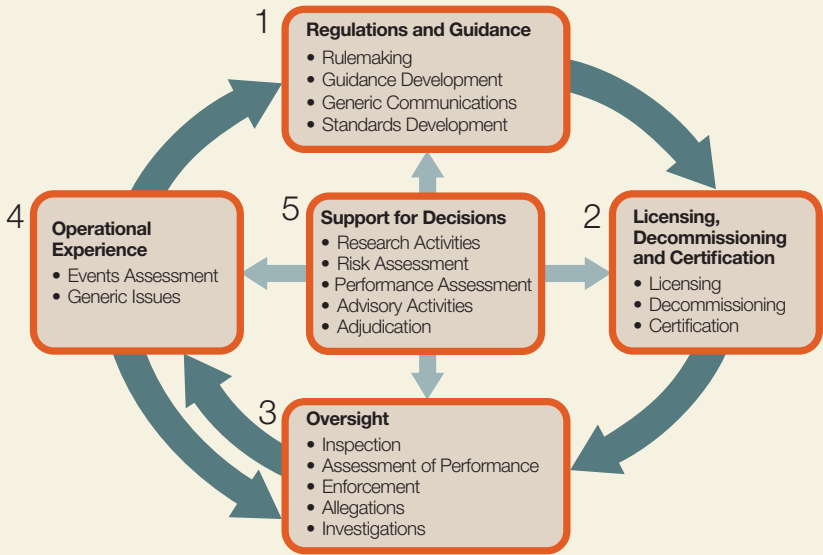 1
Regulations and Guidance
• Rulemaking
• Guidance Development
• Generic Communications
• Standards Development
2
Licensing,
Decommissioning
and Certification
• Licensing
• Decommissioning
• Certification
3
Oversight
• Inspection
• Assessment of Performance
• Enforcement
• Allegations
• Investigations
4
Operational
Experience
• Events Assessment
• Generic Issues
5
Support for Decisions
• Research Activities
• Risk Assessment
• Performance Assessment
• Advisory Activities
• Adjudication